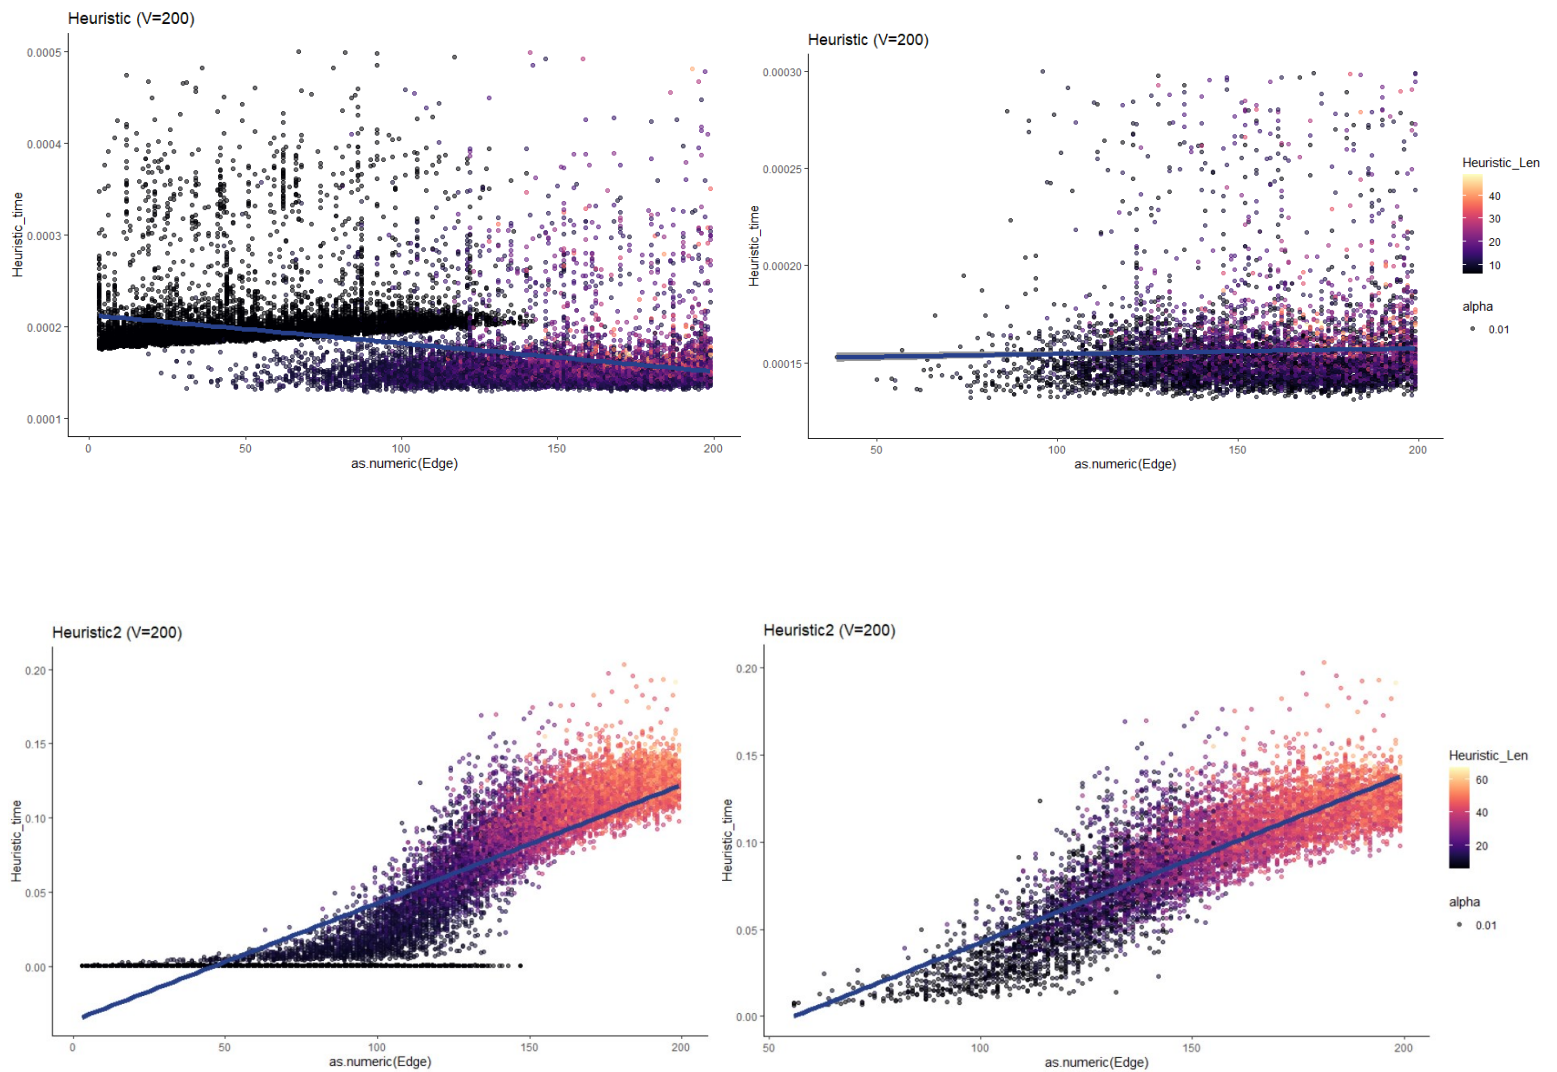 Heuristic (V=200)
0.0005
0.0004
0.0003
0.0002
0.0001
Heuristic_time
0
50
100
150
200
as.numeric(Edge)
Heuristic (V=200)
0.00030
0.00025
0.00020
0.00015
Heuristic_time
50
100
150
200
as.numeric(Edge)
Heuristic_Len
40
30
20
10
alpha
0.01
Heuristic2 (V=200)
0.20
0.15
0.10
0.05
0.00
Heuristic_time
0
50
100
150
200
as.numeric(Edge)
Heuristic2 (V=200)
0.20
0.15
0.10
0.05
0.00
Heuristic_time
50
100
150
200
as.numeric(Edge)
Heuristic_Len
60
40
20
alpha
0.01